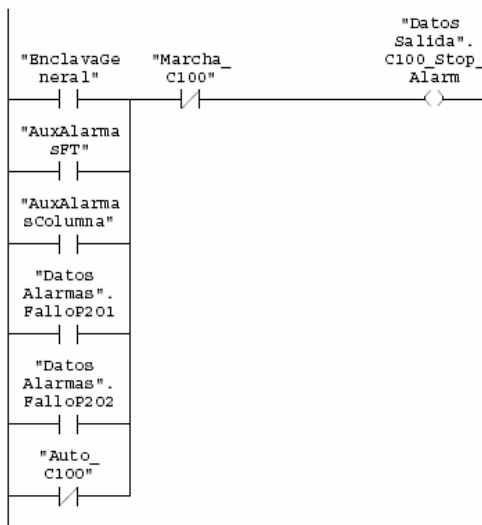 "Datos
Salida".
"EnclavaGe
neral"
"Marcha_
C100"
C100_Stop_
Alarm
"AuxAlarma
sFT"
"AuxAlarma
sColumna"
"Datos
Alarmas".
FalloP201
"Datos
Alarmas".
FalloP202
"Auto_
C100"